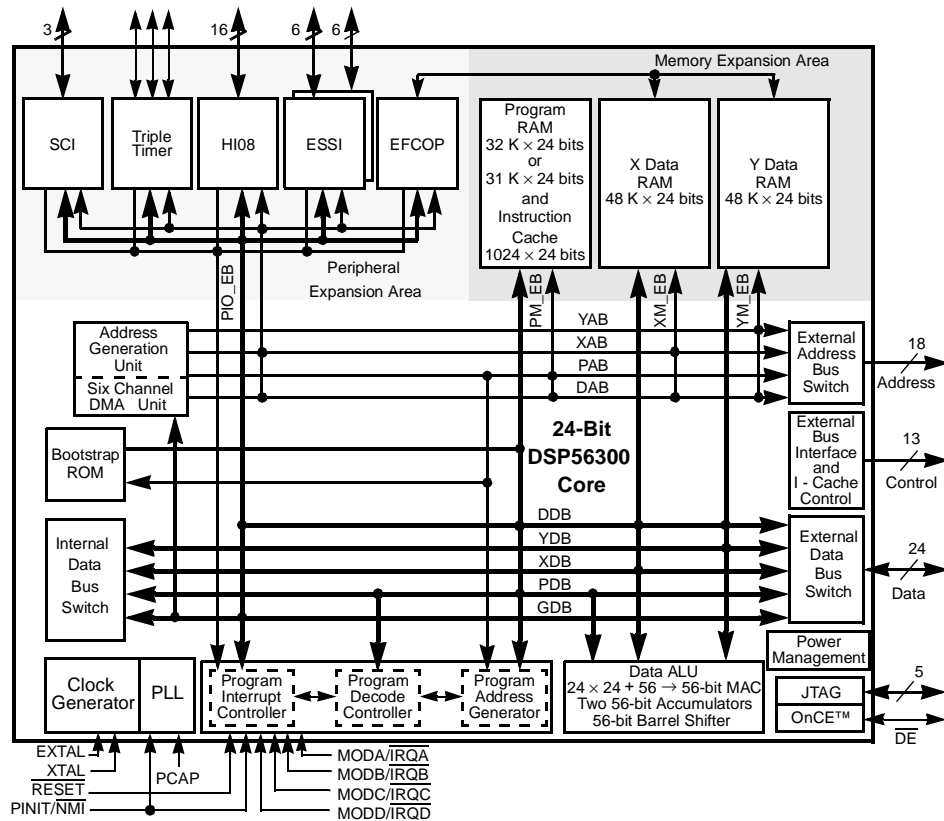 3
16
6
6
Memory Expansion Area
SCI
Triple
Timer
HI08
ESSI
EFCOP
Program
RAM
32 K × 24 bits
or
31 K × 24 bits
and
Instruction
Cache
1024 × 24 bits
X Data
RAM
48 K × 24 bits
Y Data
RAM
48 K × 24 bits
Peripheral
Expansion Area
PIO_EB
PM_EB
XM_EB
YM_EB
Address
Generation
Unit
Six Channel
DMA Unit
YAB
XAB
PAB
DAB
External
Address
Bus
Switch
18
Address
Bootstrap
ROM
24-Bit
DSP56300
Core
External
Bus
Interface
and
I - Cache
Control
13
Control
Internal
Data
Bus
Switch
DDB
YDB
XDB
PDB
GDB
External
Data
Bus
Switch
24
Data
Power
Management
Clock
Generator
PLL
Program
Interrupt
Controller
Program
Decode
Controller
Program
Address
Generator
Data ALU
24 × 24 + 56 → 56-bit MAC
Two 56-bit Accumulators
56-bit Barrel Shifter
JTAG
OnCE™
5
DE
EXTAL
XTAL
RESET
PINIT/NMI
PCAP
MODA/IRQA
MODB/IRQB
MODC/IRQC
MODD/IRQD